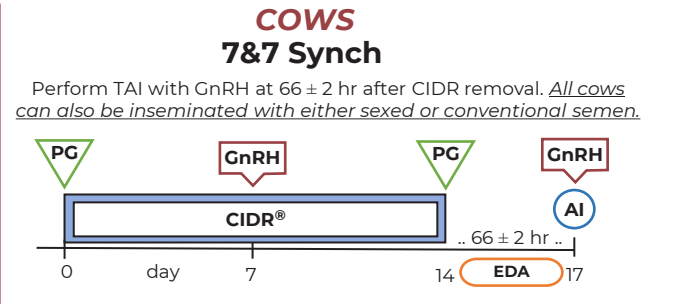 COWS
7&7 Synch
Perform TAI with GnRH at 66 ± 2 hr after CIDR removal. All cows
can also be inseminated with either sexed or conventional semen.
PG GnRH PG GnRH
CIDR® AI
.. 66 ± 2 hr ..
0 day 7 14 EDA 17